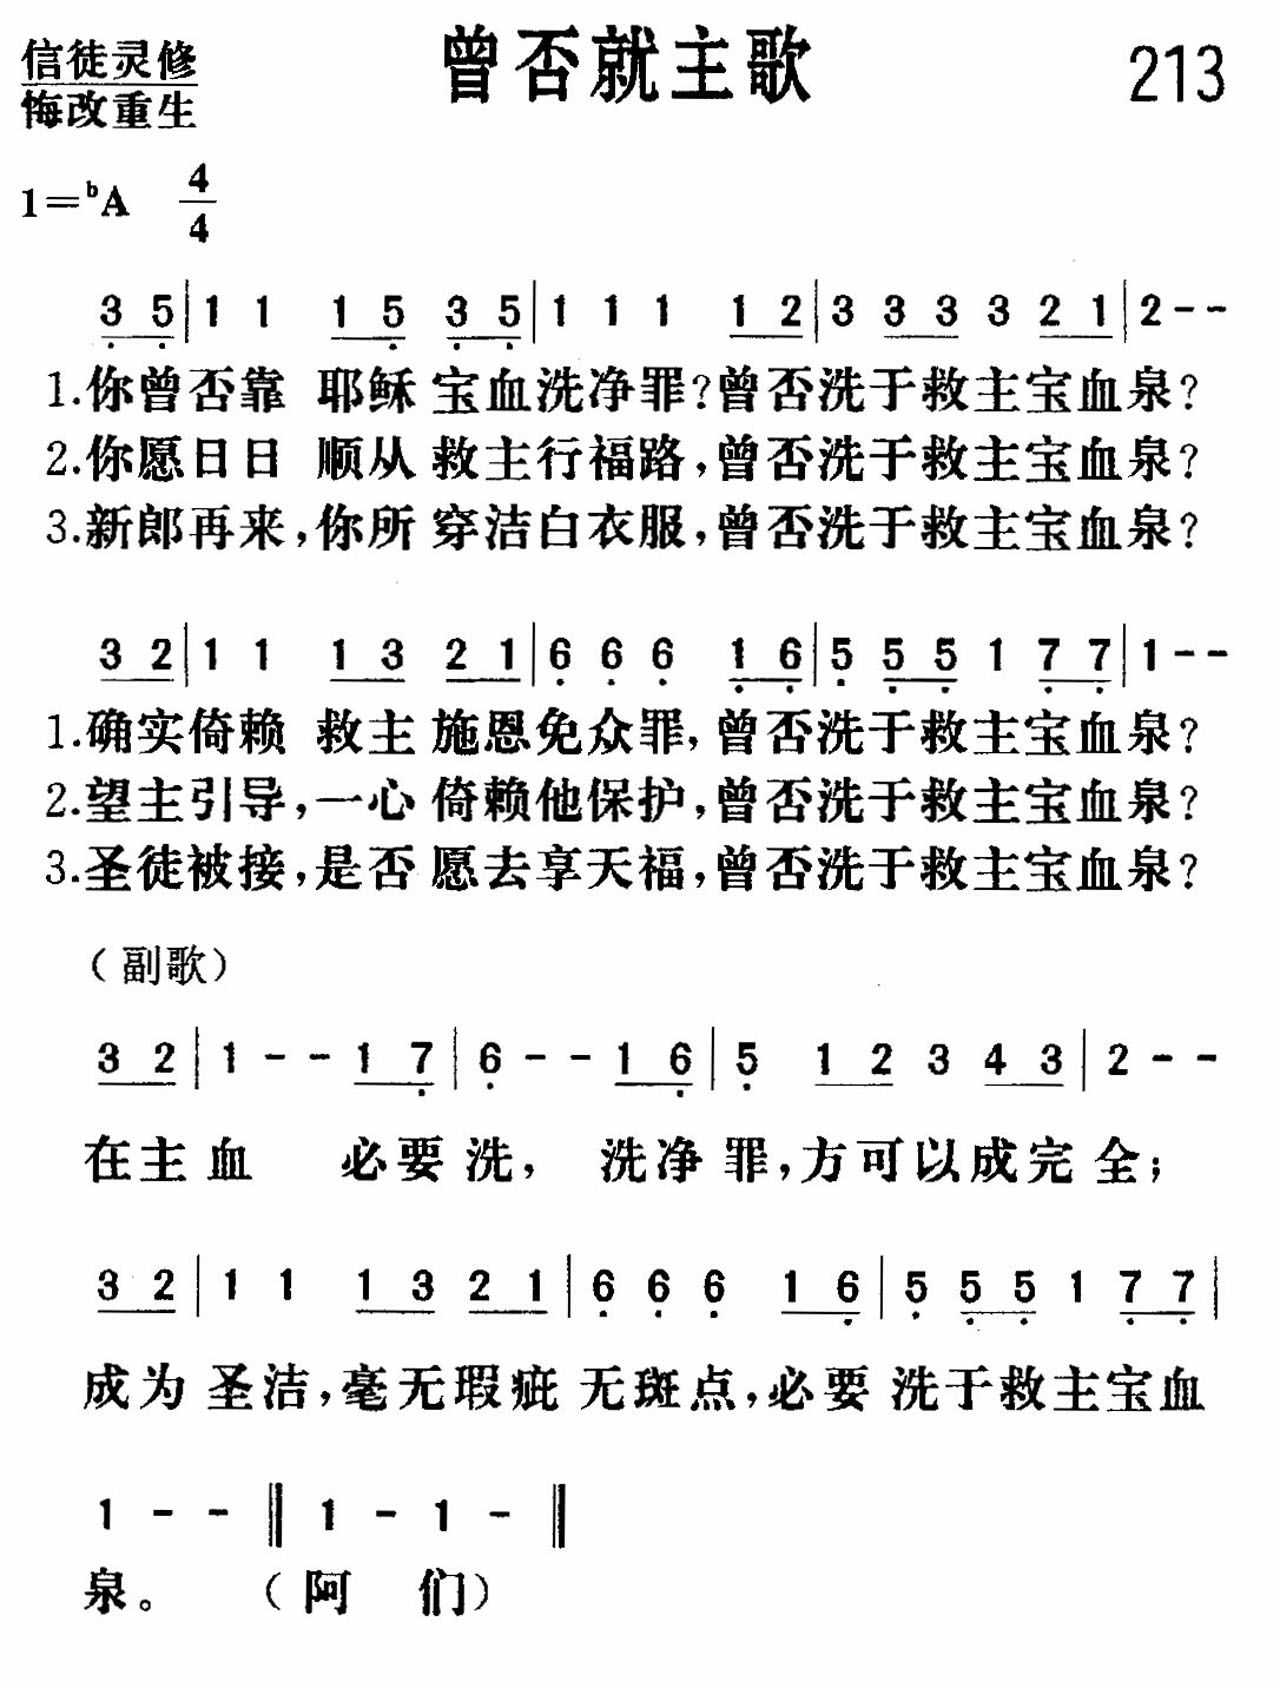 信徒灵修
悔改重生
曾否就主歌
213
1=ᵇA 4/4
3̣ 5̣|1 1 1 5̣ 3̣ 5̣|1 1 1 1 2|3 3 3 3 2 1|2--
1.你曾否靠 耶稣 宝血洗净罪?曾否洗于救主宝血泉?
2.你愿日日 顺从 救主行福路,曾否洗于救主宝血泉?
3.新郎再来,你所 穿洁白衣服,曾否洗于救主宝血泉?
3 2|1 1 1 3 2 1|6̣ 6̣ 6̣ 1̣ 6̣|5̣ 5̣ 5̣ 1 7̣ 7̣|1--
1.确实倚赖 救主 施恩免众罪,曾否洗于救主宝血泉?
2.望主引导,一心 倚赖他保护,曾否洗于救主宝血泉?
3.圣徒被接,是否 愿去享天福,曾否洗于救主宝血泉?
(副歌)
3 2|1 - - 1 7̣|6̣ - - 1 6̣|5̣ 1 2 3 4 3|2 - -
在主血 必要洗, 洗净罪,方可以成完全;
3 2|1 1 1 3 2 1|6̣ 6̣ 6̣ 1 6̣|5̣ 5̣ 5̣ 1 7̣ 7̣|
成为圣洁,毫无瑕疵无斑点,必要洗于救主宝血
1 - - ‖ 1 - 1 - ‖
泉。 (阿 们)